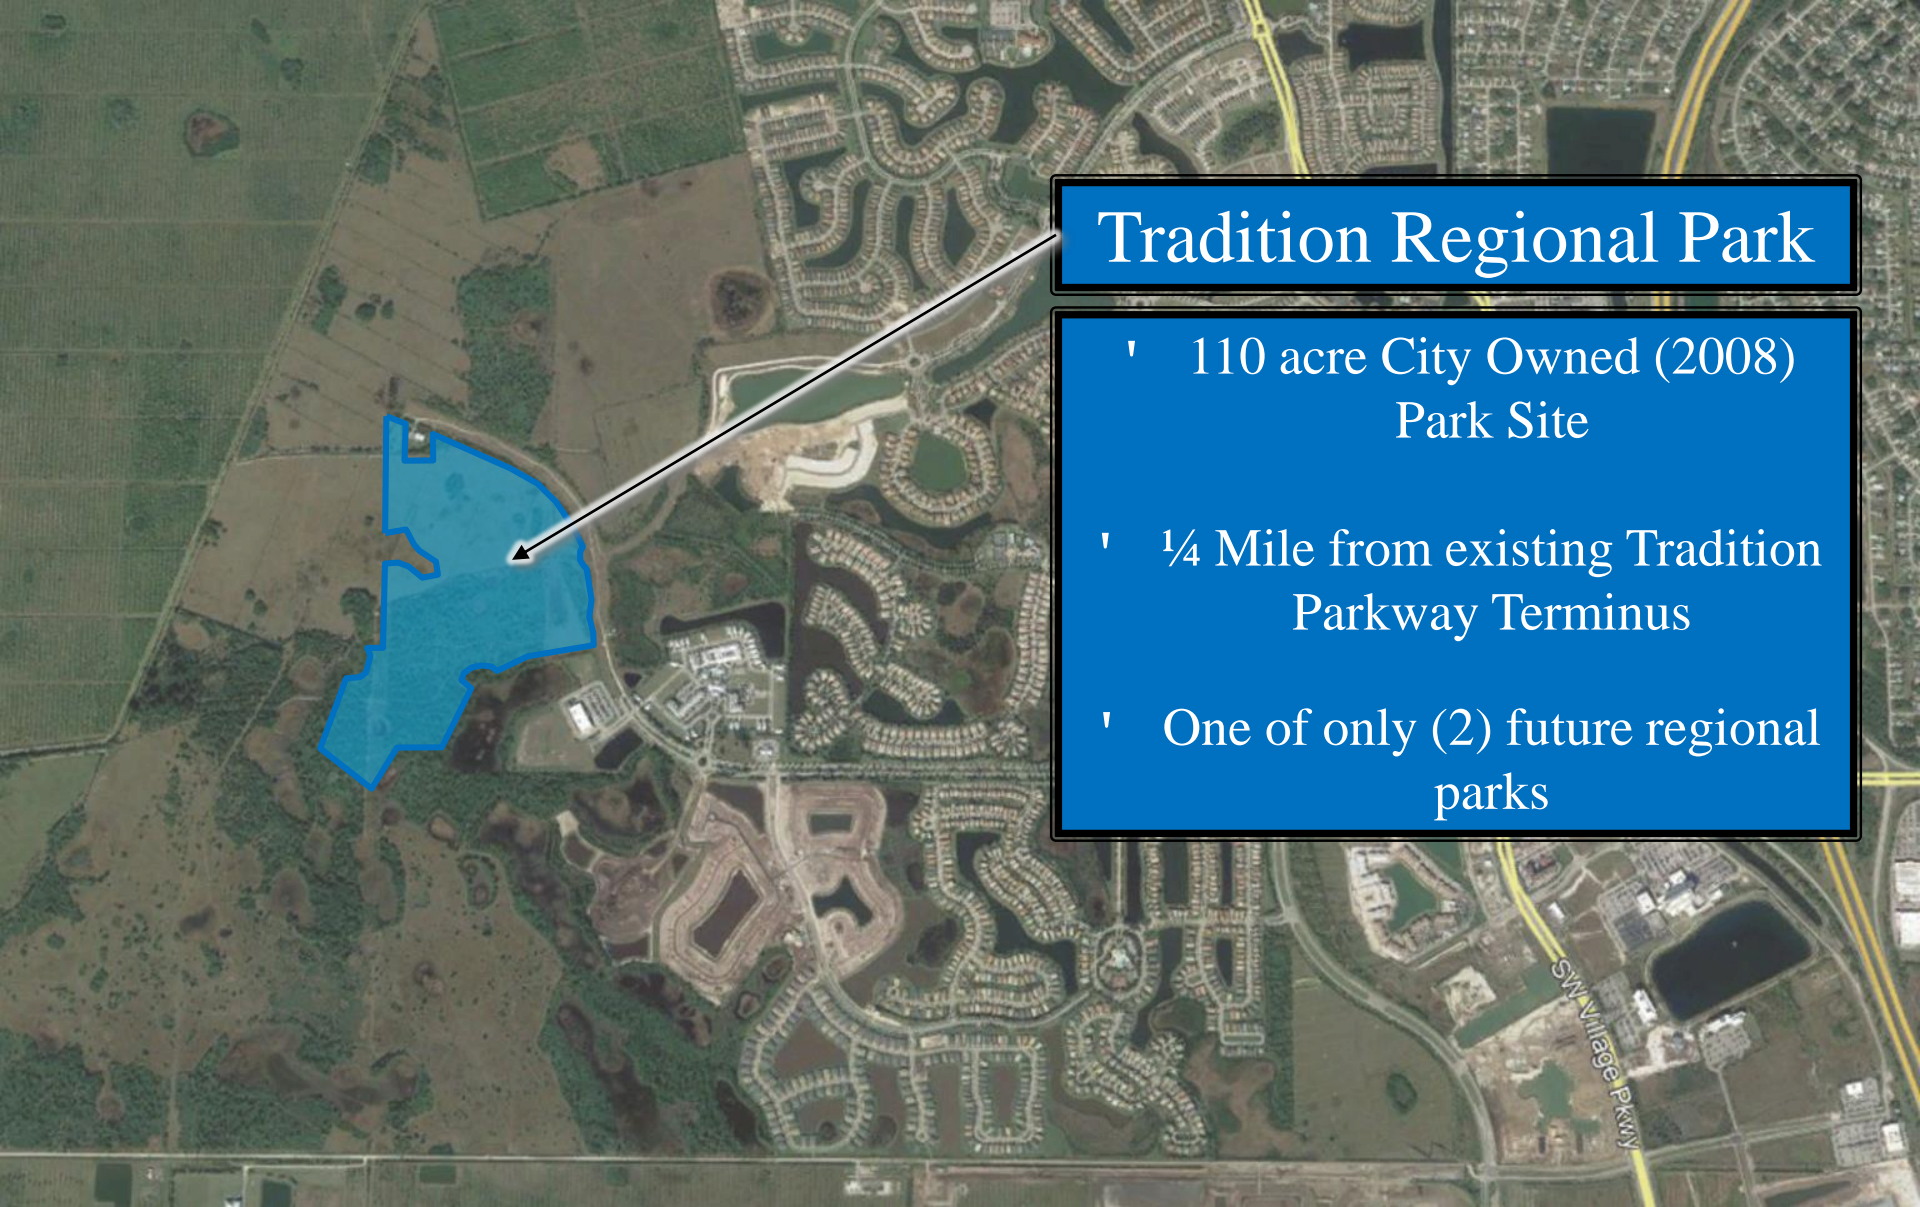 Tradition Regional Park
' 110 acre City Owned (2008)
Park Site
' ¼ Mile from existing Tradition
Parkway Terminus
' One of only (2) future regional
parks
SW Village Pkwy